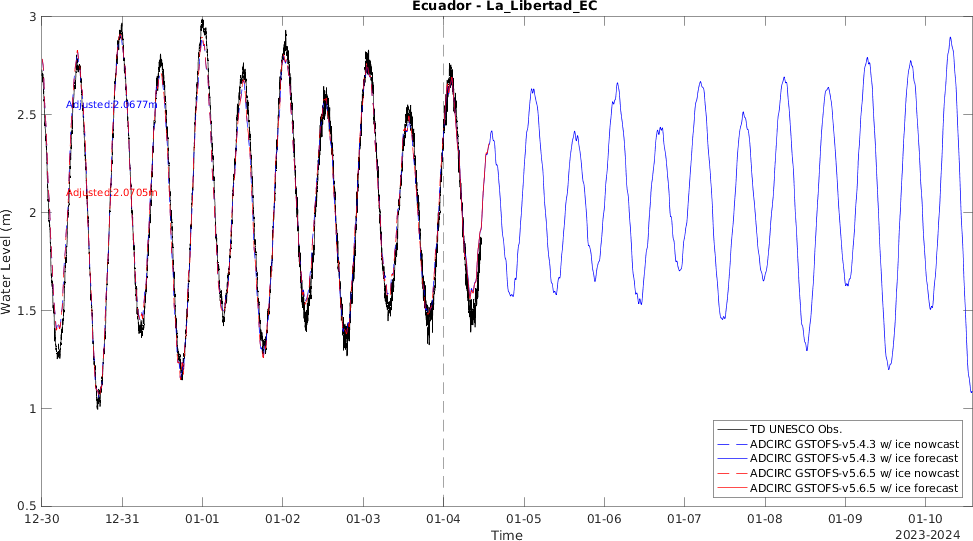 Ecuador - La_Libertad_EC
3
2.5
2
1.5
1
0.5
Water Level (m)
Adjusted:2.0677m
Adjusted:2.0705m
TD UNESCO Obs.
ADCIRC GSTOFS-v5.4.3 w/ ice nowcast
ADCIRC GSTOFS-v5.4.3 w/ ice forecast
ADCIRC GSTOFS-v5.6.5 w/ ice nowcast
ADCIRC GSTOFS-v5.6.5 w/ ice forecast
12-30 12-31 01-01 01-02 01-03 01-04 01-05 01-06 01-07 01-08 01-09 01-10
Time
2023-2024